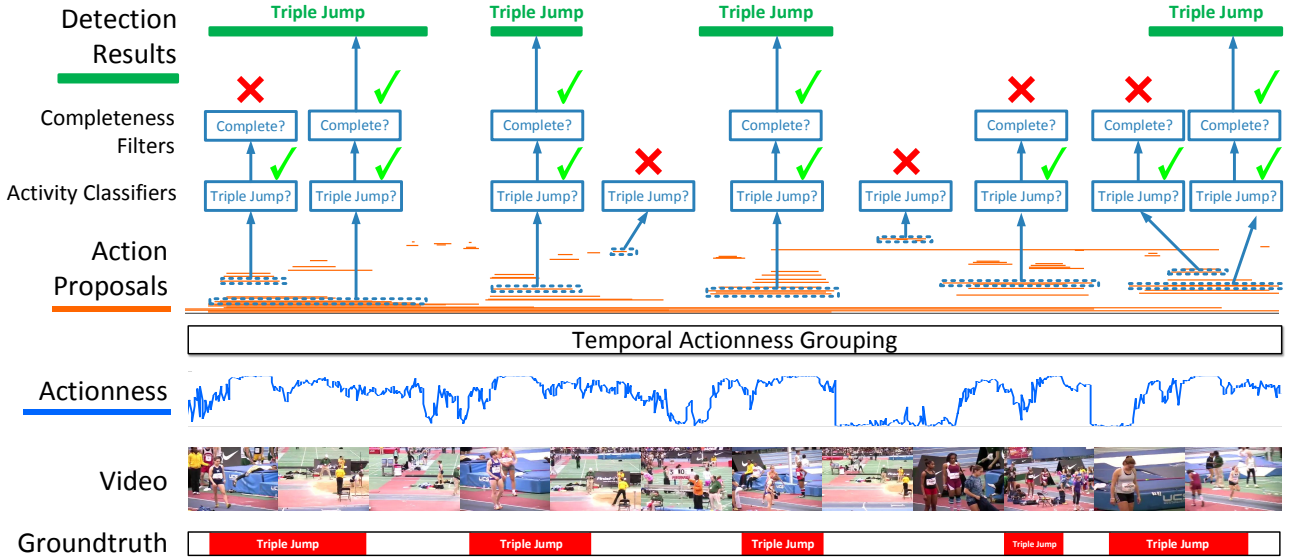 Detection
Results
Triple Jump
Triple Jump
Triple Jump
Triple Jump
Completeness
Filters
Complete?
Complete?
Complete?
Complete?
Complete?
Complete?
Complete?
Activity Classifiers
Triple Jump?
Triple Jump?
Triple Jump?
Triple Jump?
Triple Jump?
Triple Jump?
Triple Jump?
Triple Jump?
Triple Jump?
Action
Proposals
Temporal Actionness Grouping
Actionness
Video
Groundtruth
Triple Jump
Triple Jump
Triple Jump
Triple Jump
Triple Jump